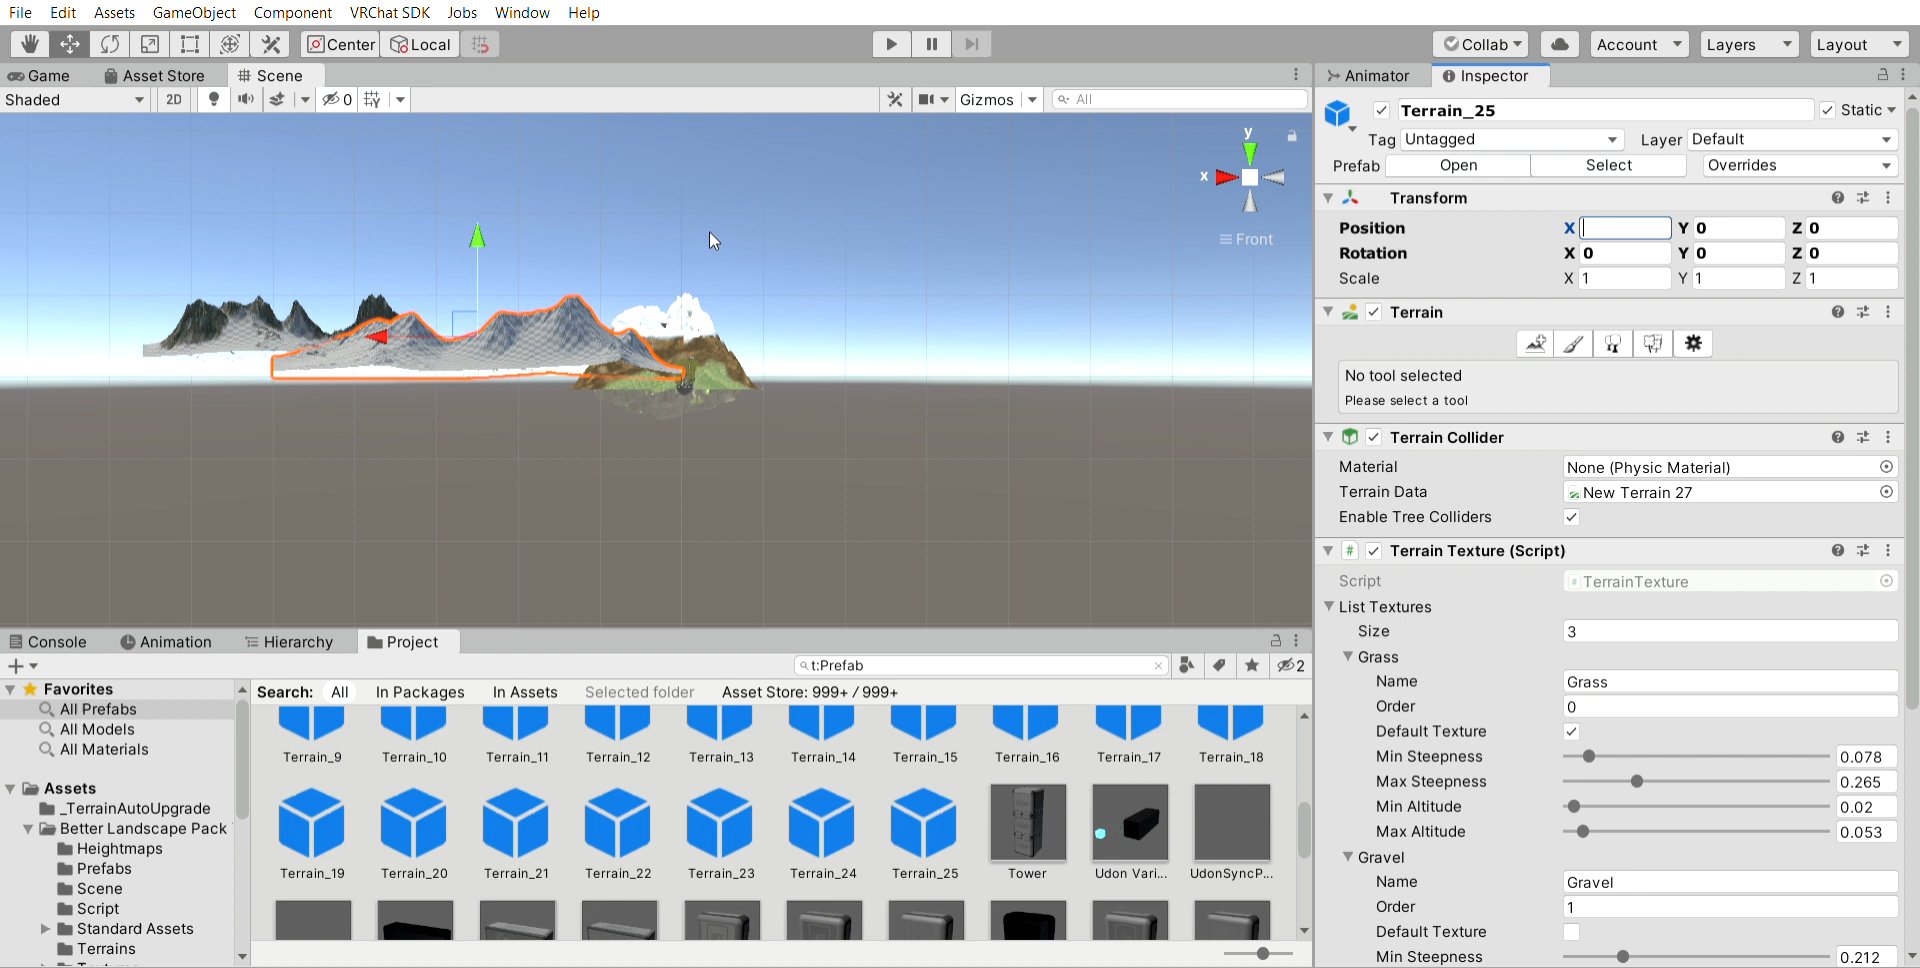 File Edit Assets GameObject Component VRChat SDK Jobs Window Help
Center Local Collab Account Layers Layout
Game Asset Store Scene Animator Inspector
Shaded 2D 0 Gizmos All
Terrain_25 Static
Tag Untagged Layer Default
Prefab Open Select Overrides
y
x
Front
Transform
Position X Y 0 Z 0
Rotation X 0 Y 0 Z 0
Scale X 1 Y 1 Z 1
Terrain
No tool selected
Please select a tool
Terrain Collider
Material None (Physic Material)
Terrain Data New Terrain 27
Enable Tree Colliders
Terrain Texture (Script)
Script TerrainTexture
List Textures
Size 3
Grass
Name Grass
Order 0
Default Texture
Min Steepness 0.078
Max Steepness 0.265
Min Altitude 0.02
Max Altitude 0.053
Gravel
Name Gravel
Order 1
Default Texture
Min Steepness 0.212
Console Animation Hierarchy Project
t:Prefab 2
Favorites
All Prefabs
All Models
All Materials
Assets
_TerrainAutoUpgrade
Better Landscape Pack
Heightmaps
Prefabs
Scene
Script
Standard Assets
Terrains
Search: All In Packages In Assets Selected folder Asset Store: 999+ / 999+
Terrain_9 Terrain_10 Terrain_11 Terrain_12 Terrain_13 Terrain_14 Terrain_15 Terrain_16 Terrain_17 Terrain_18
Terrain_19 Terrain_20 Terrain_21 Terrain_22 Terrain_23 Terrain_24 Terrain_25 Tower Udon Vari... UdonSyncP...